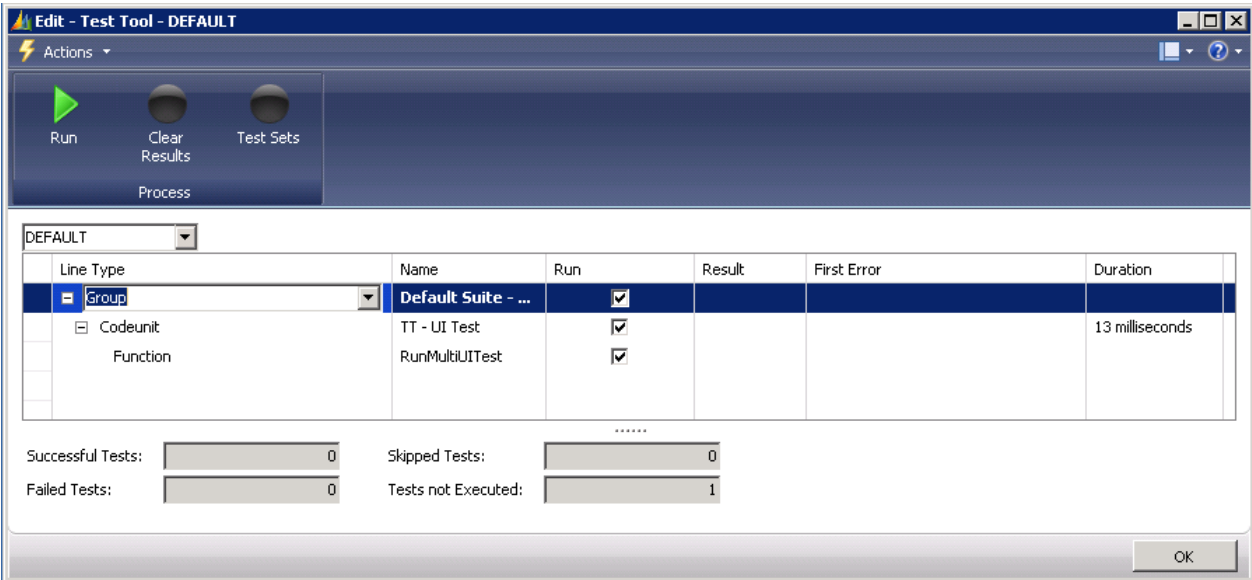 Edit - Test Tool - DEFAULT
Actions
Run
Clear Results
Test Sets
Process
DEFAULT
Line Type Name Run Result First Error Duration
Group Default Suite - ...
Codeunit TT - UI Test 13 milliseconds
Function RunMultiUITest
Successful Tests: 0 Skipped Tests: 0
Failed Tests: 0 Tests not Executed: 1
OK